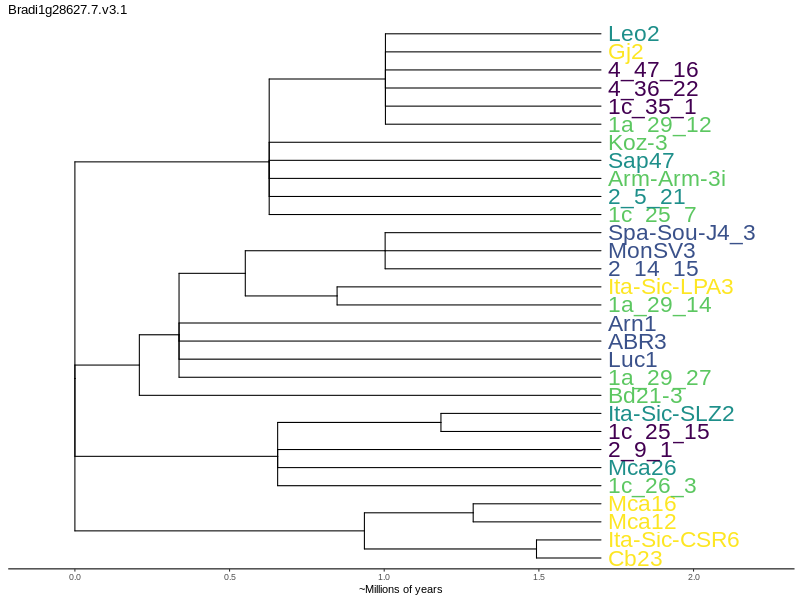 Bradi1g28627.7.v3.1
Leo2
Gj2
4_47_16
4_36_22
1c_35_1
1a_29_12
Koz-3
Sap47
Arm-Arm-3i
2_5_21
1c_25_7
Spa-Sou-J4_3
MonSV3
2_14_15
Ita-Sic-LPA3
1a_29_14
Arn1
ABR3
Luc1
1a_29_27
Bd21-3
Ita-Sic-SLZ2
1c_25_15
2_9_1
Mca26
1c_26_3
Mca16
Mca12
Ita-Sic-CSR6
Cb23
0.0 0.5 1.0 1.5 2.0
~Millions of years